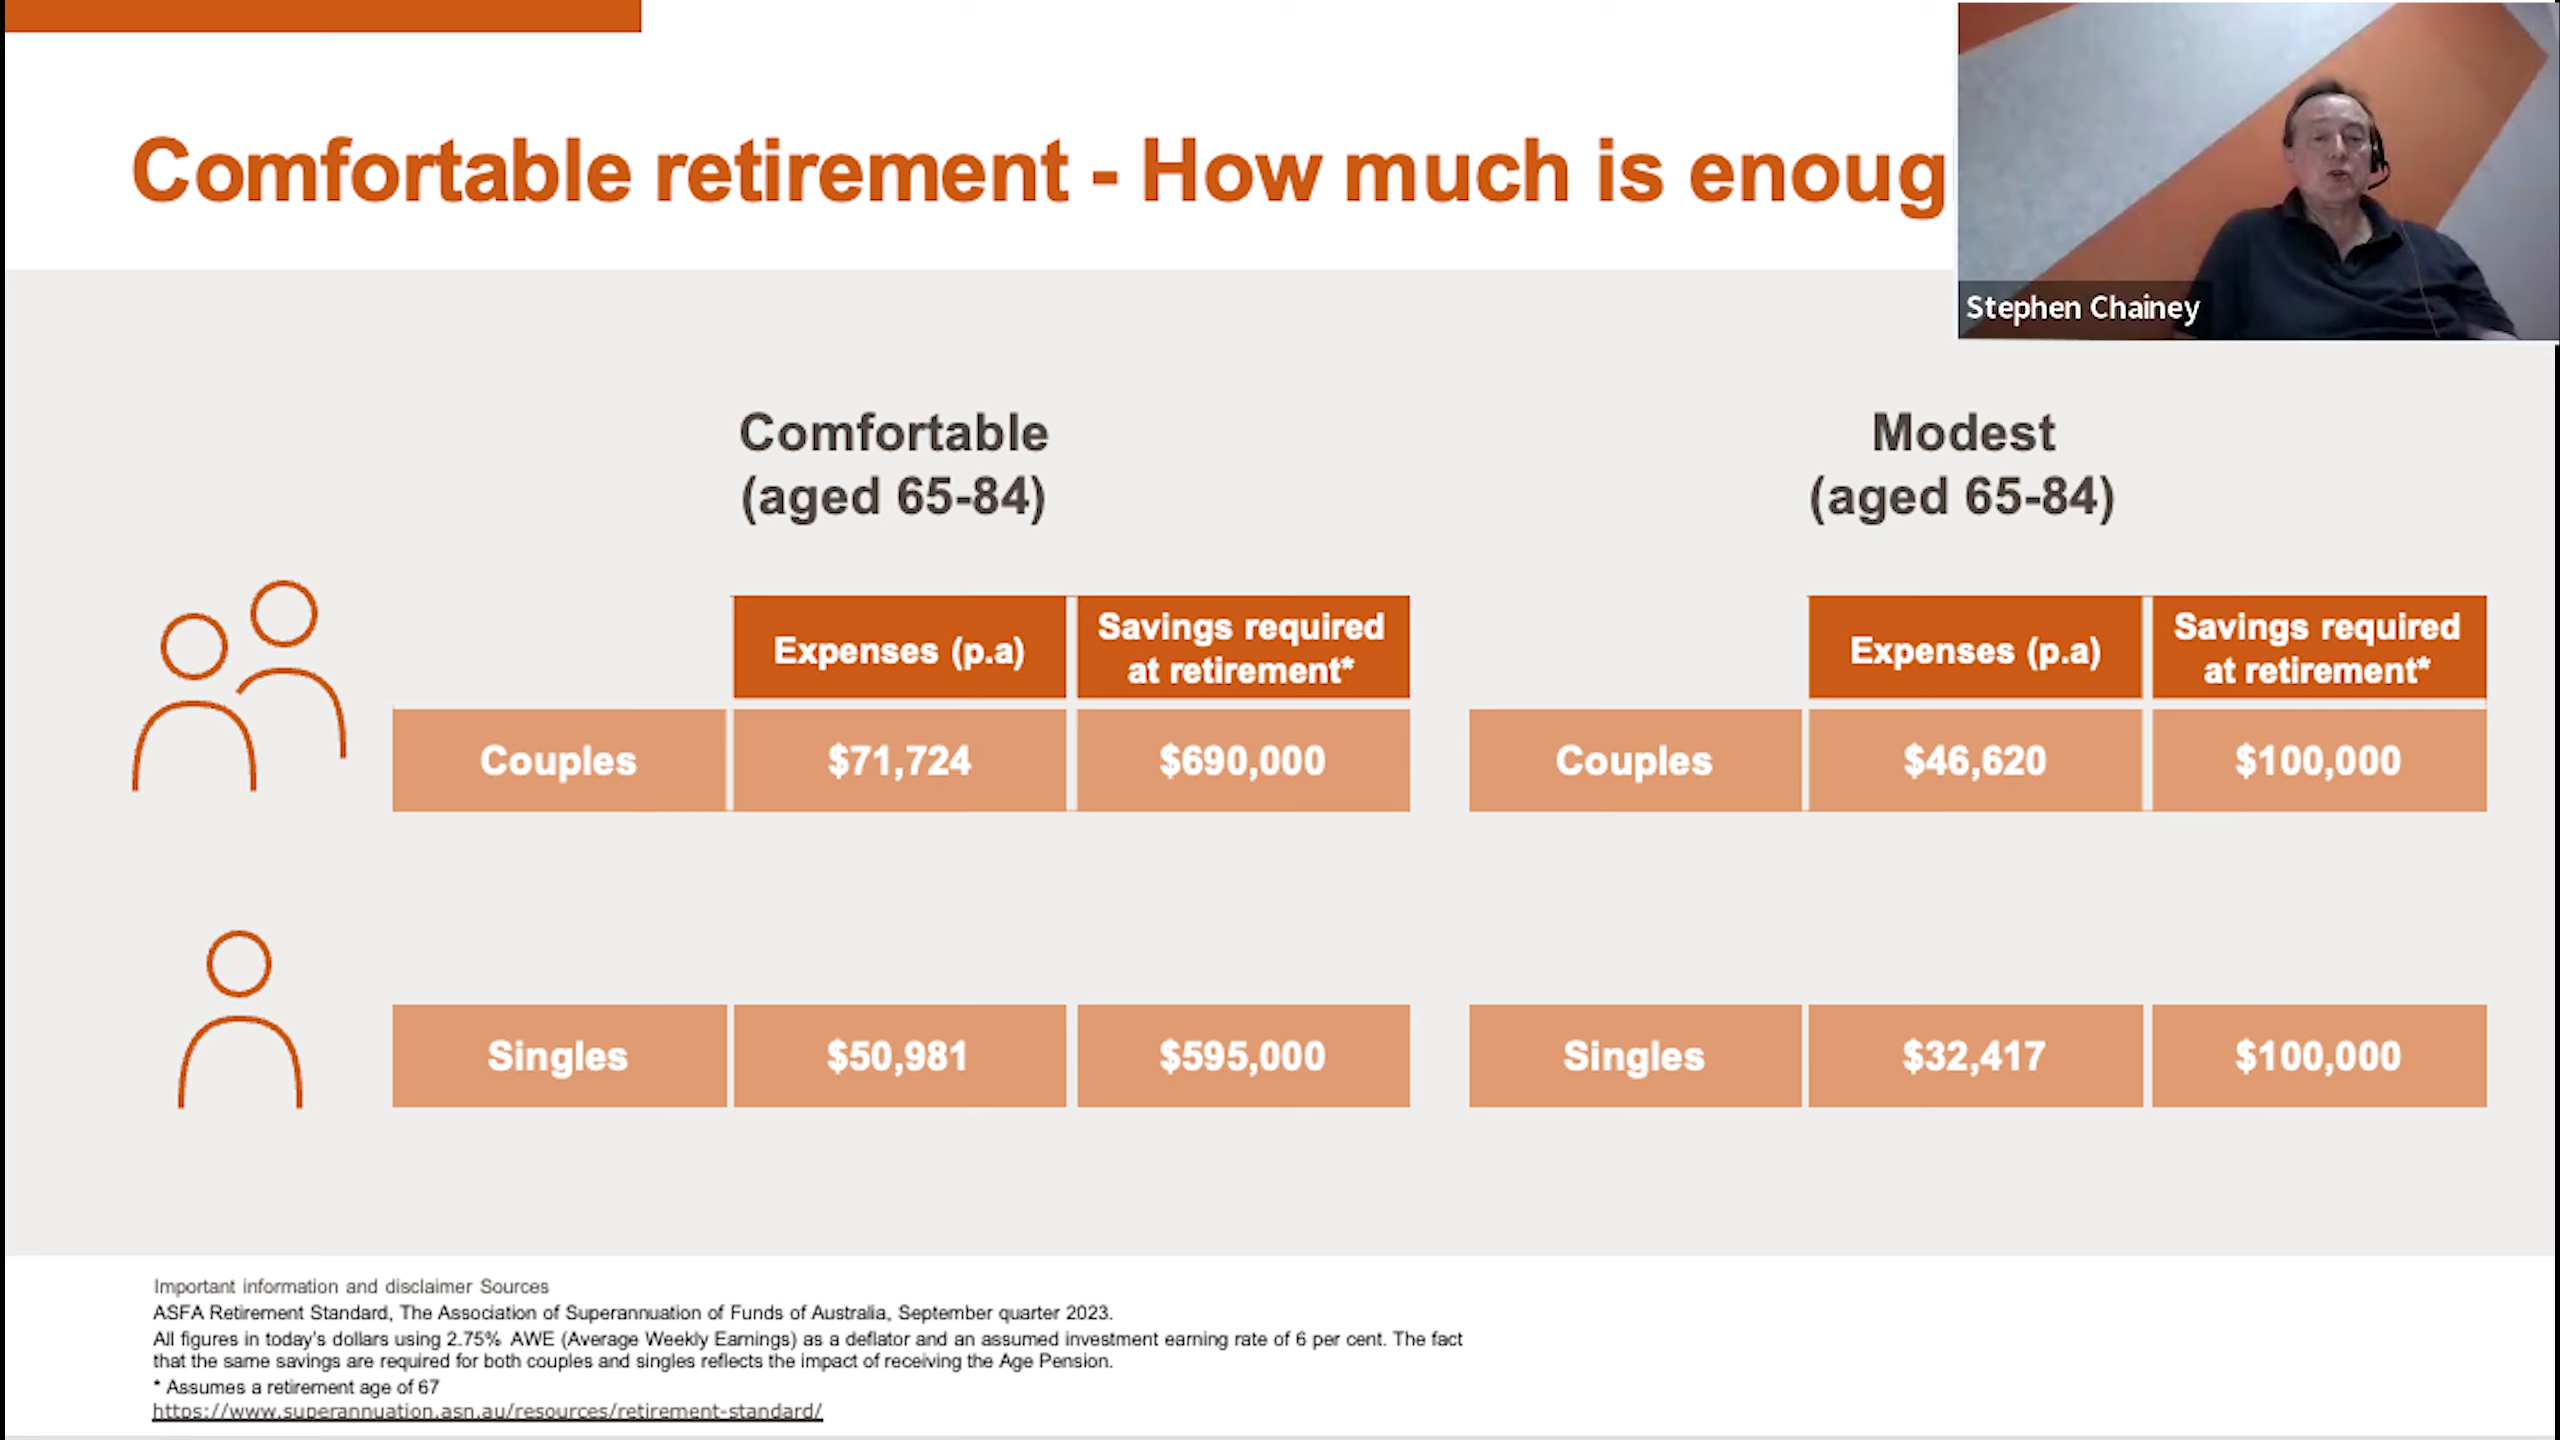 Comfortable retirement - How much is enoug
Stephen Chainey
Comfortable
(aged 65-84)
Expenses (p.a)
Savings required
at retirement*
Couples
$71,724
$690,000
Singles
$50,981
$595,000
Modest
(aged 65-84)
Expenses (p.a)
Savings required
at retirement*
Couples
$46,620
$100,000
Singles
$32,417
$100,000
Important information and disclaimer Sources
ASFA Retirement Standard, The Association of Superannuation of Funds of Australia, September quarter 2023.
All figures in today's dollars using 2.75% AWE (Average Weekly Earnings) as a deflator and an assumed investment earning rate of 6 per cent. The fact
that the same savings are required for both couples and singles reflects the impact of receiving the Age Pension.
* Assumes a retirement age of 67
https://www.superannuation.asn.au/resources/retirement-standard/